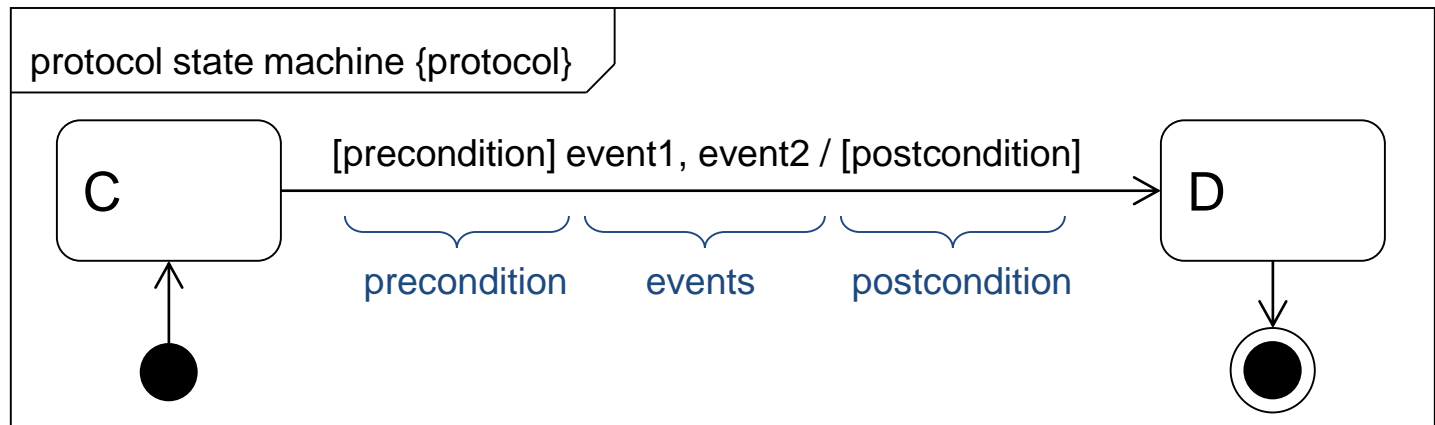 protocol state machine {protocol}
[precondition] event1, event2 / [postcondition]
C
D
precondition events postcondition